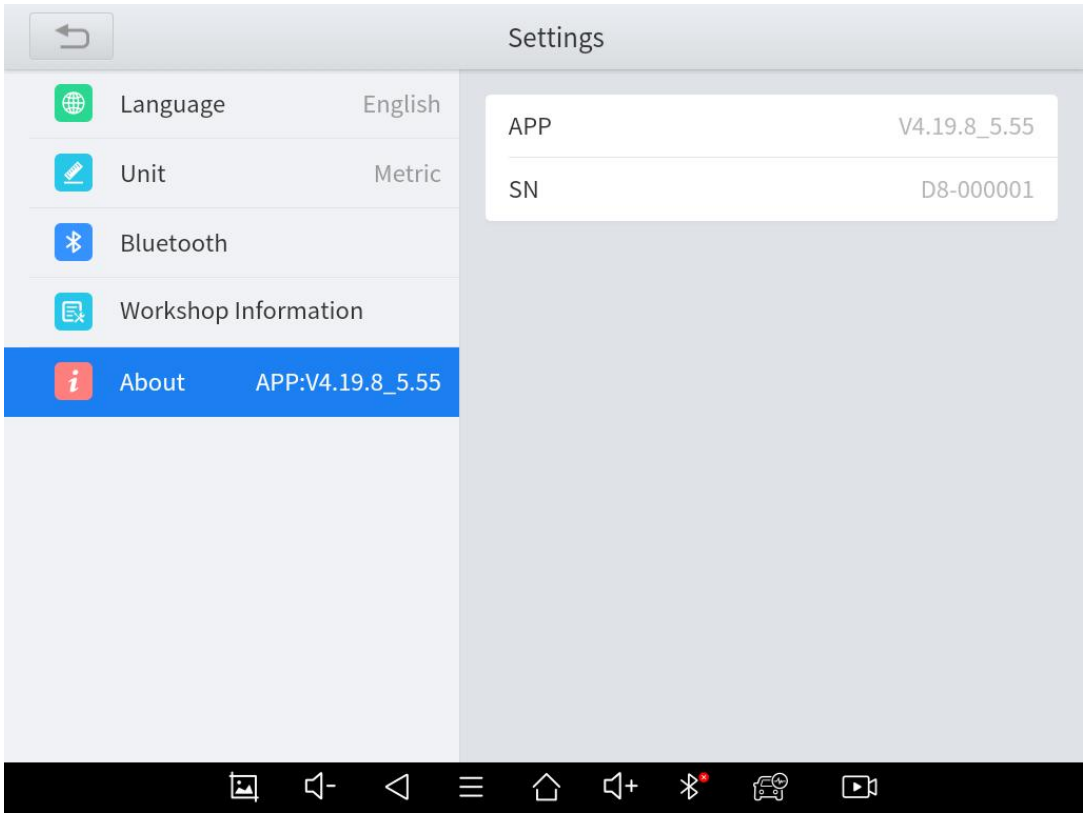 Settings
Language English
Unit Metric
Bluetooth
Workshop Information
About APP:V4.19.8_5.55
APP V4.19.8_5.55
SN D8-000001